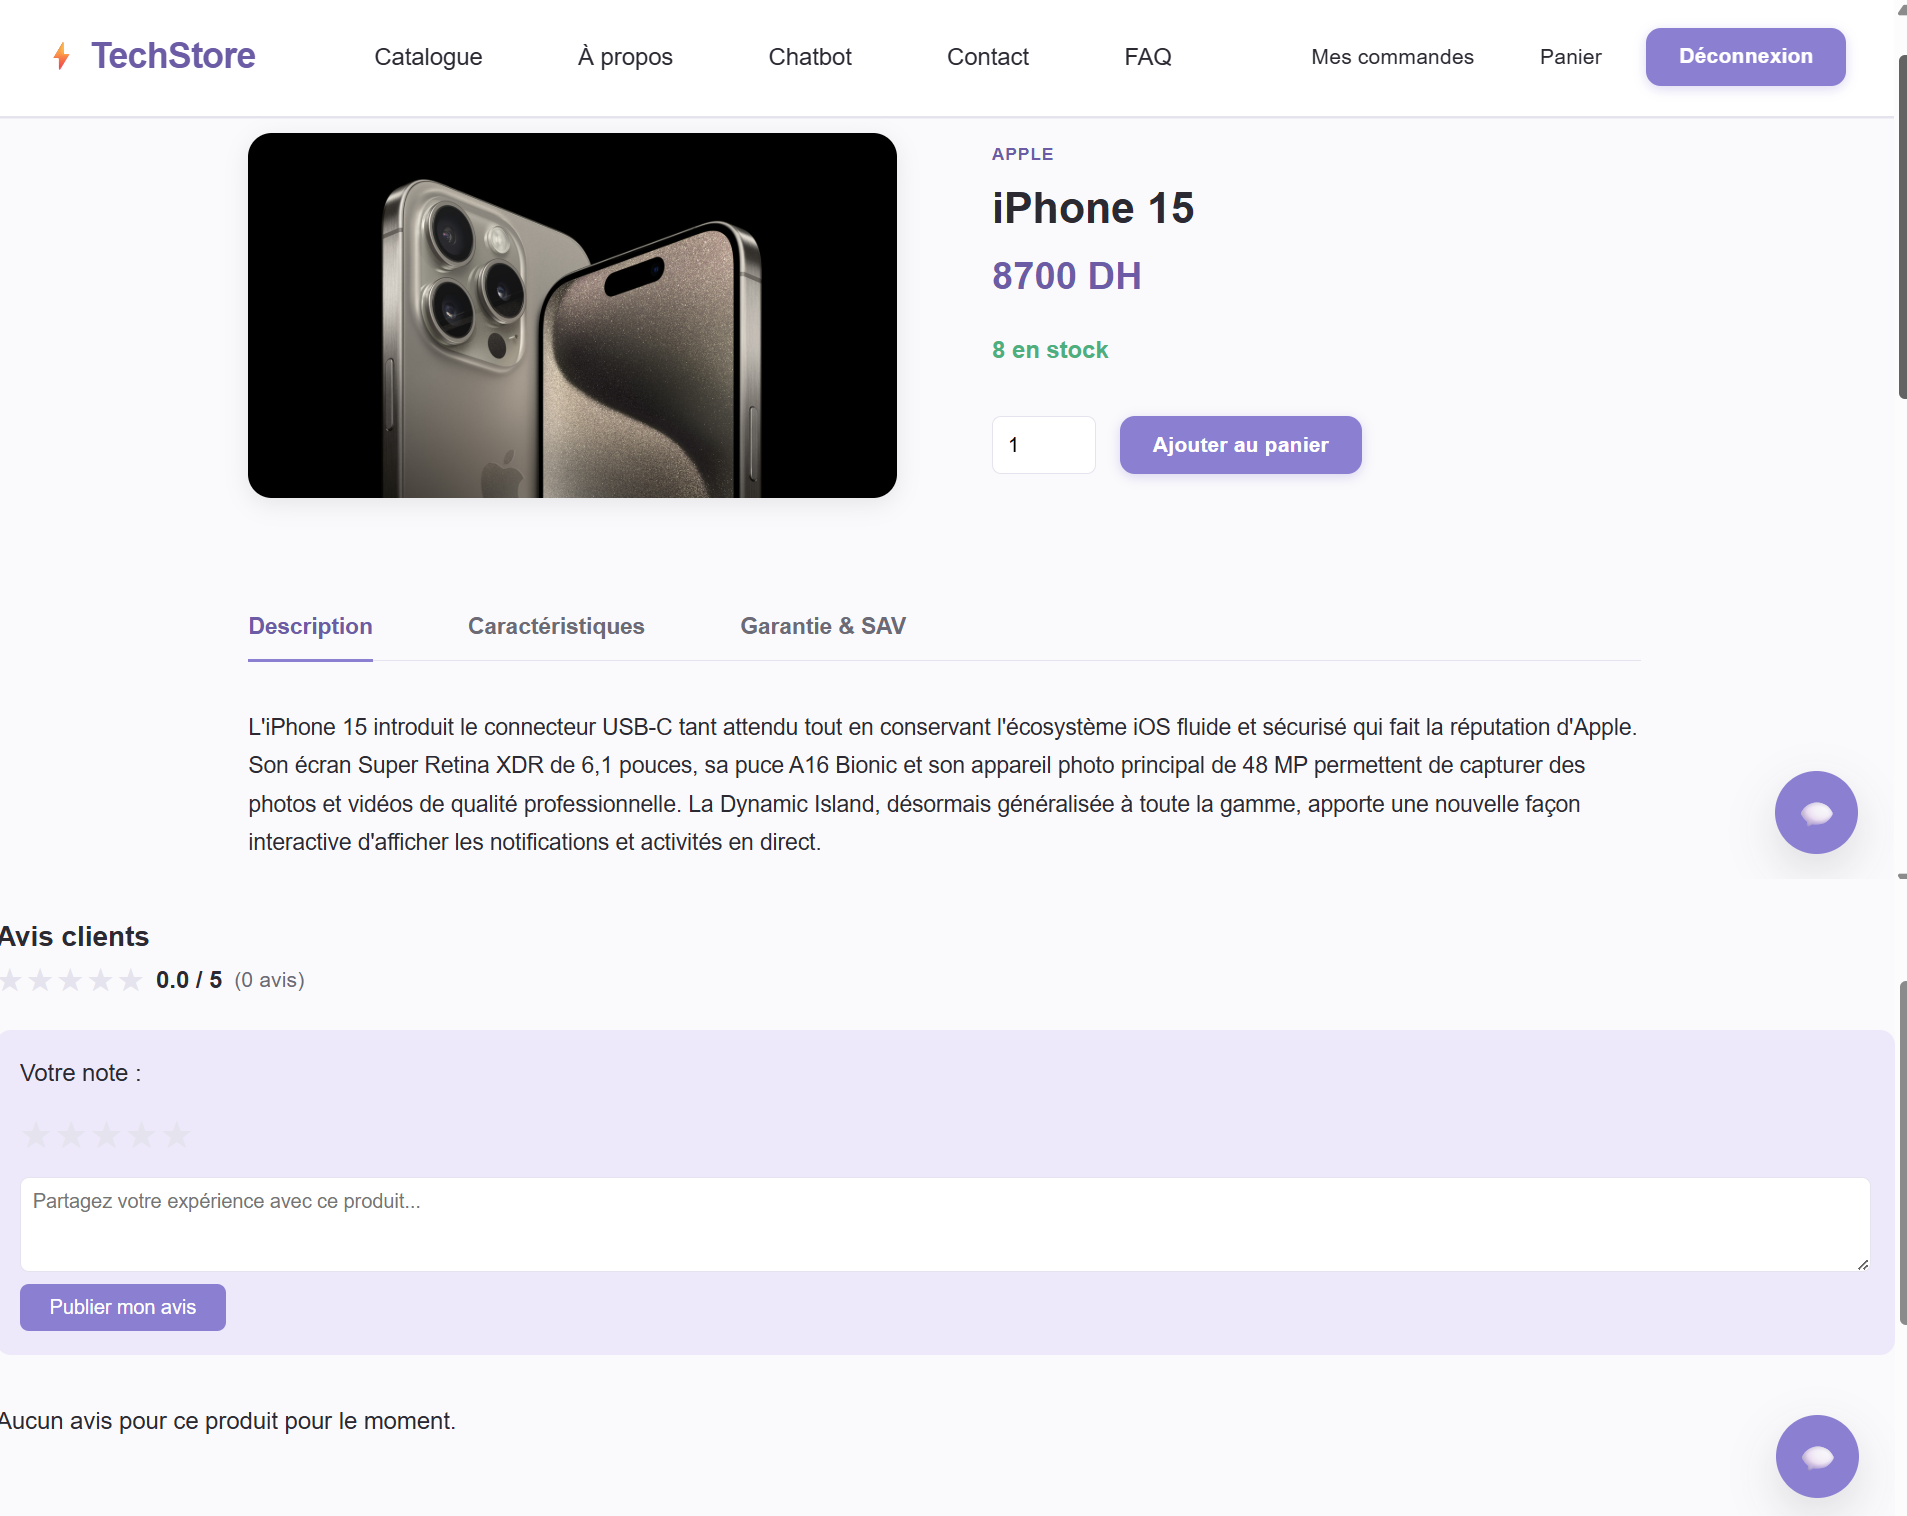 TechStore
Catalogue
À propos
Chatbot
Contact
FAQ
Mes commandes
Panier
Déconnexion
APPLE
iPhone 15
8700 DH
8 en stock
1
Ajouter au panier
Description
Caractéristiques
Garantie & SAV
L'iPhone 15 introduit le connecteur USB-C tant attendu tout en conservant l'écosystème iOS fluide et sécurisé qui fait la réputation d'Apple.
Son écran Super Retina XDR de 6,1 pouces, sa puce A16 Bionic et son appareil photo principal de 48 MP permettent de capturer des
photos et vidéos de qualité professionnelle. La Dynamic Island, désormais généralisée à toute la gamme, apporte une nouvelle façon
interactive d'afficher les notifications et activités en direct.
Avis clients
0.0 / 5 (0 avis)
Votre note :
Partagez votre expérience avec ce produit...
Publier mon avis
Aucun avis pour ce produit pour le moment.